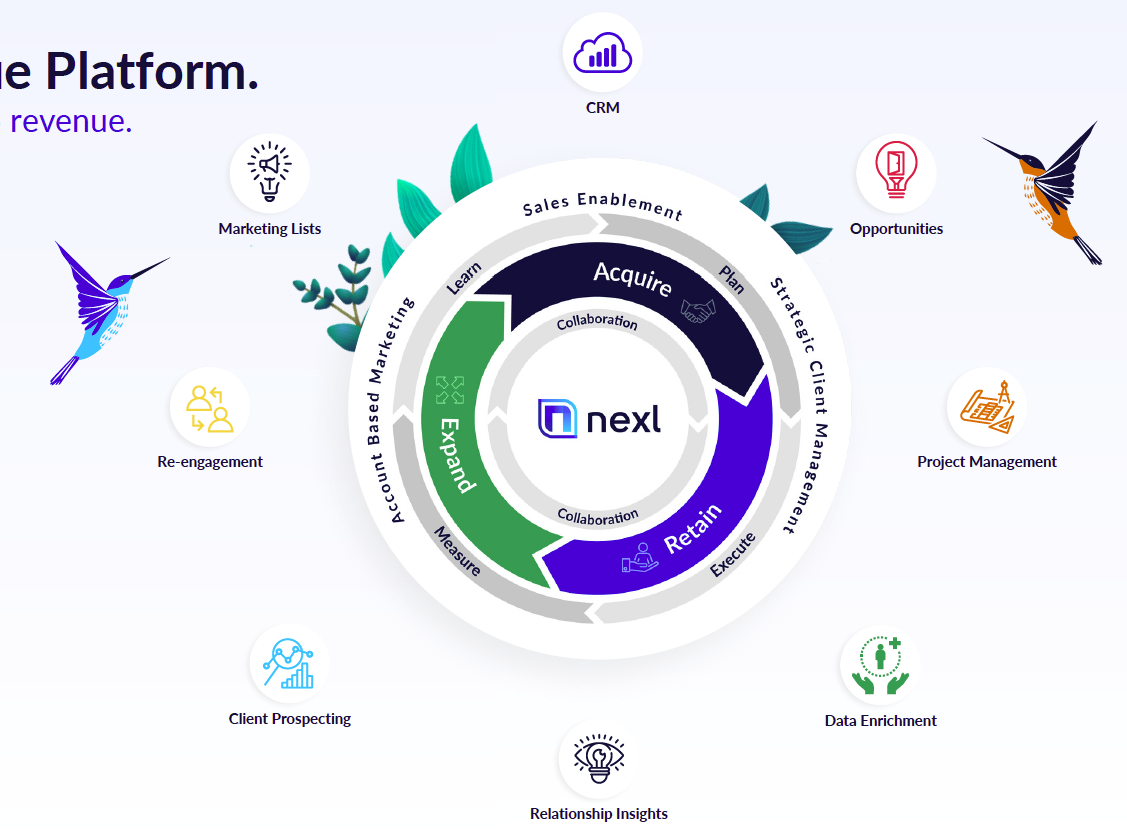 Platform.
revenue.
CRM
Marketing Lists
Opportunities
Sales Enablement
Learn
Acquire
Plan
Collaboration
Account Based Marketing
Strategic Client Management
nexl
Expand
Re-engagement
Project Management
Collaboration
Retain
Measure
Execute
Client Prospecting
Data Enrichment
Relationship Insights